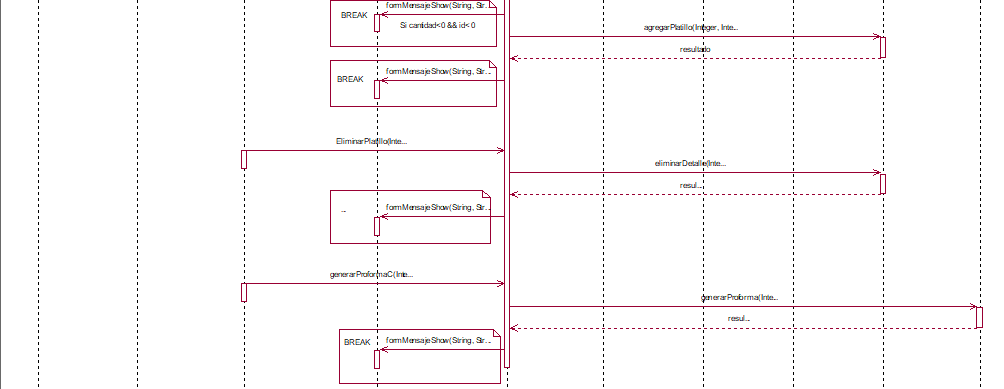 formMensajeShow(String, Str...
BREAK
Si cantidad<0 && id<0
agregarPlatillo(Integer, Inte...
resultado
formMensajeShow(String, Str...
BREAK
EliminarPlatillo(Inte...
eliminarDetalle(Inte...
resul...
formMensajeShow(String, Str...
...
generarProformaC(Inte...
generarProforma(Inte...
resul...
formMensajeShow(String, Str...
BREAK